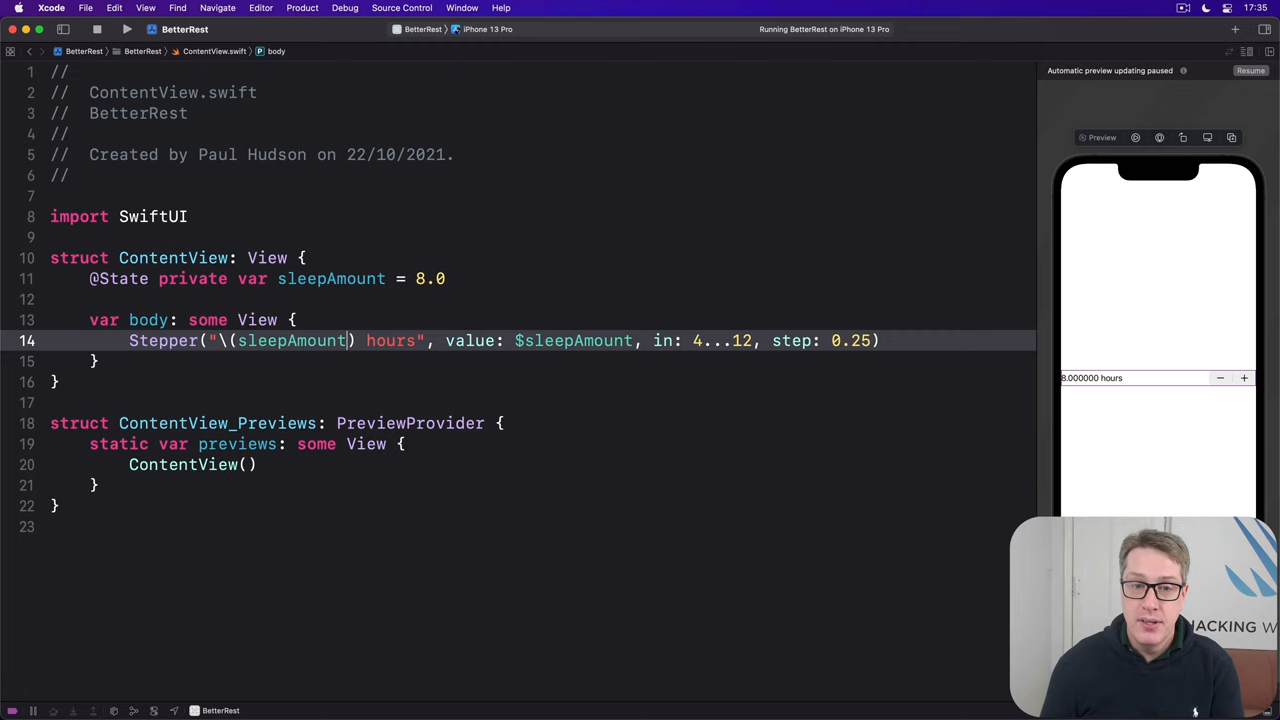 Xcode File Edit View Find Navigate Editor Product Debug Source Control Window Help 17:35
BetterRest BetterRest iPhone 13 Pro Running BetterRest on iPhone 13 Pro
BetterRest BetterRest ContentView.swift body
1 //
2 // ContentView.swift
3 // BetterRest
4 //
5 // Created by Paul Hudson on 22/10/2021.
6 //
7
8 import SwiftUI
9
10 struct ContentView: View {
11 @State private var sleepAmount = 8.0
12
13 var body: some View {
14 Stepper("\(sleepAmount) hours", value: $sleepAmount, in: 4...12, step: 0.25)
15 }
16 }
17
18 struct ContentView_Previews: PreviewProvider {
19 static var previews: some View {
20 ContentView()
21 }
22 }
23
Automatic preview updating paused Resume
Preview
8.000000 hours
HACKING W
BetterRest